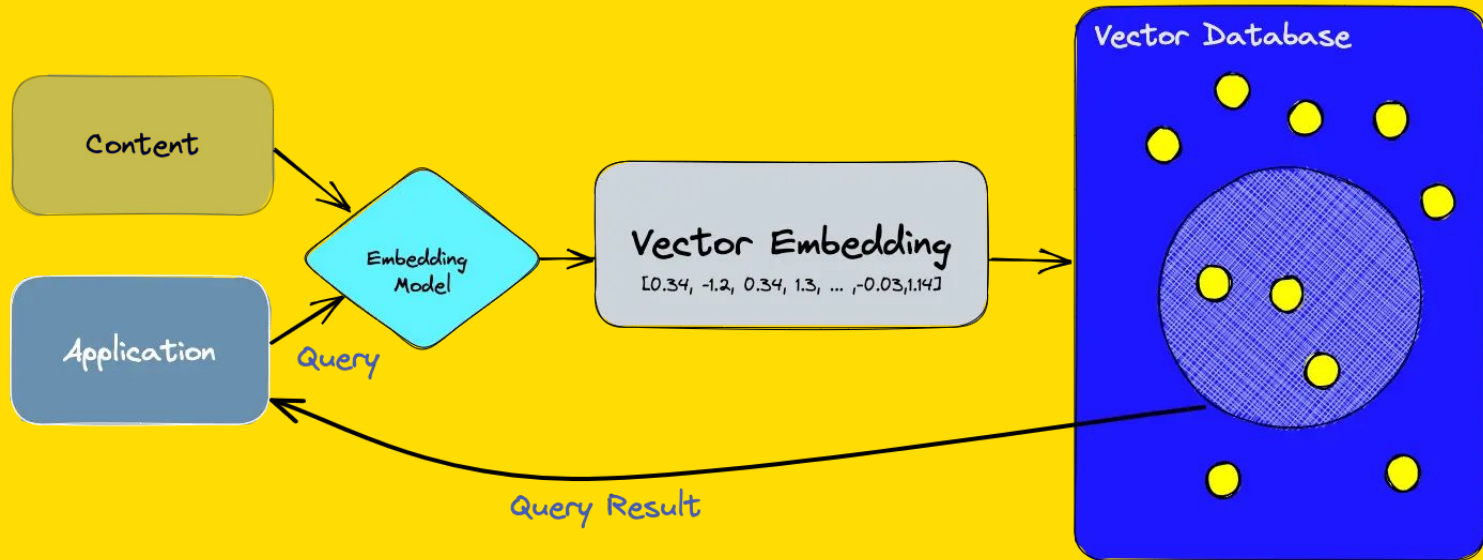 Vector Database
Content
Embedding
Model
Vector Embedding
[0.34, -1.2, 0.34, 1.3, ... ,-0.03,1.14]
Application
Query
Query Result